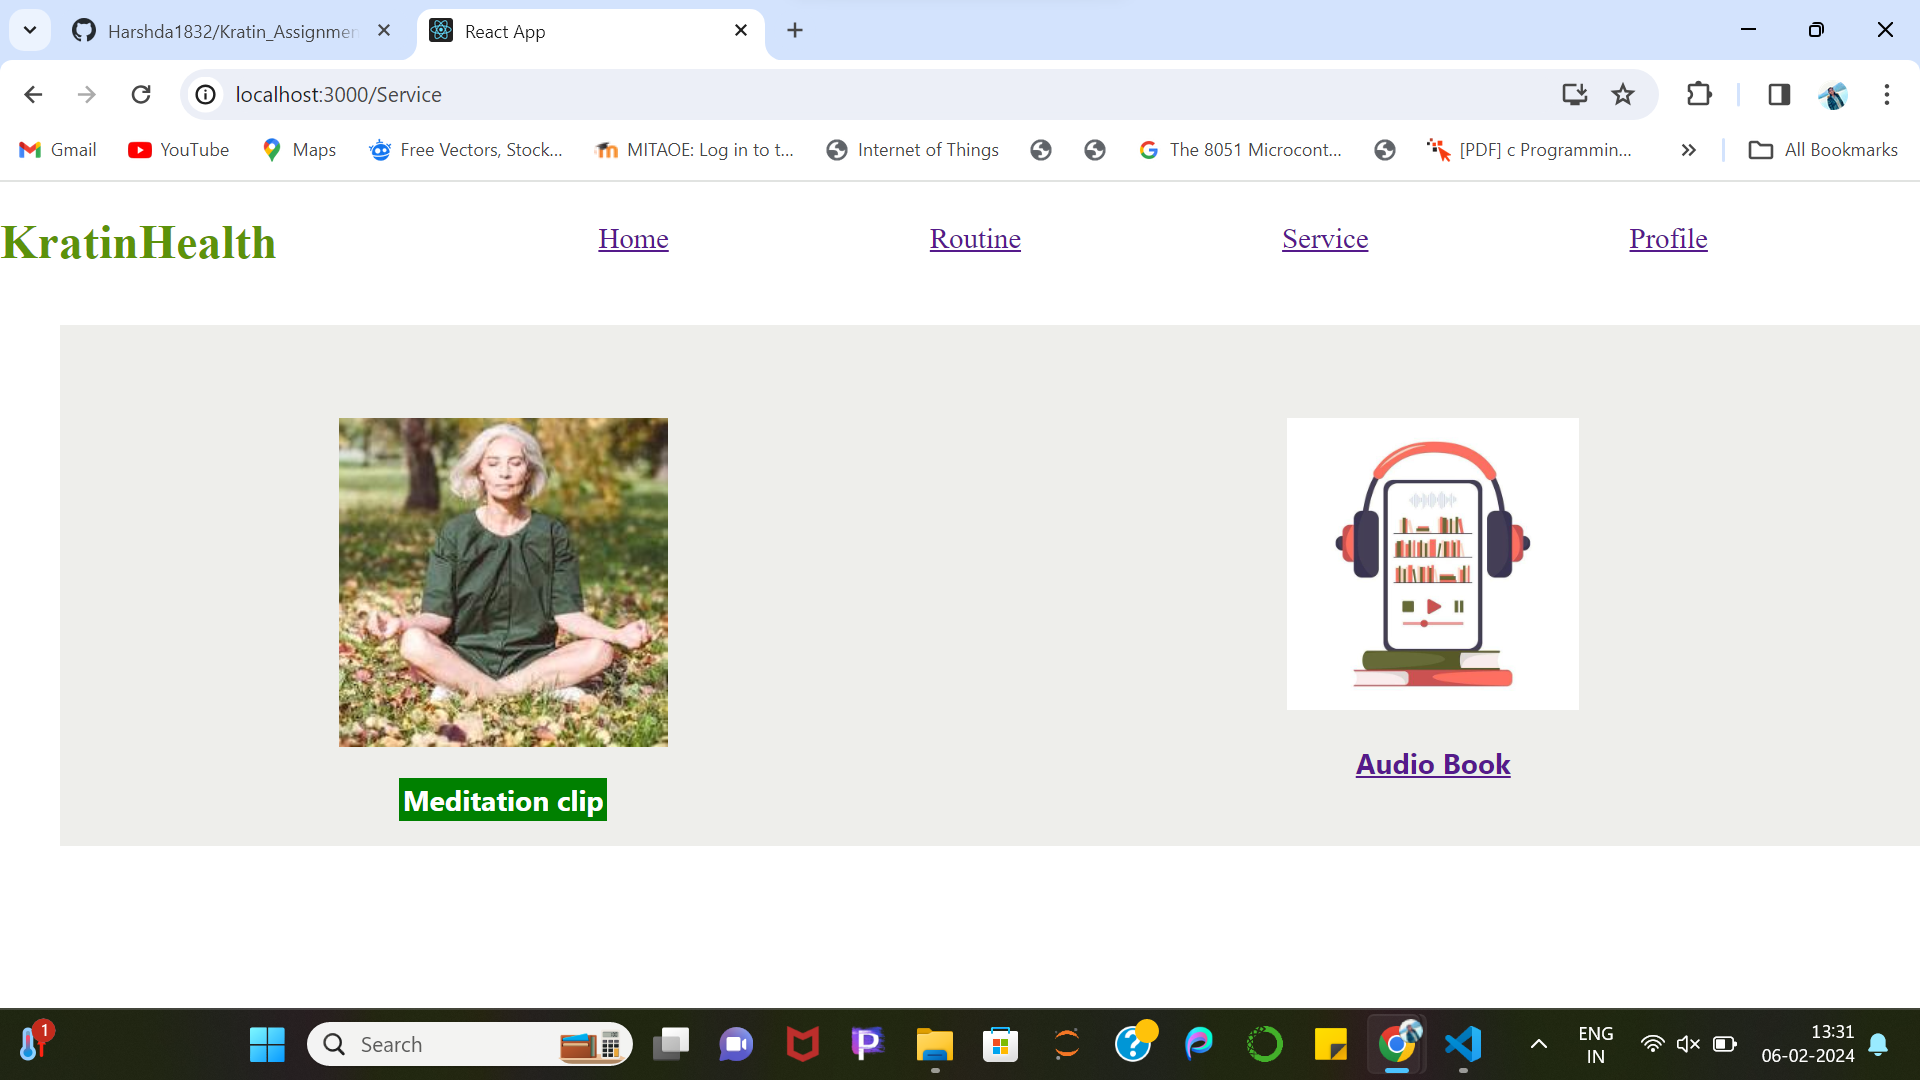 Harshda1832/Kratin_Assignmen
React App
localhost:3000/Service
Gmail
YouTube
Maps
Free Vectors, Stock...
MITAOE: Log in to t...
Internet of Things
The 8051 Microcont...
[PDF] c Programmin...
All Bookmarks
KratinHealth
Home
Routine
Service
Profile
Meditation clip
Audio Book
1
Search
ENG
IN
13:31
06-02-2024